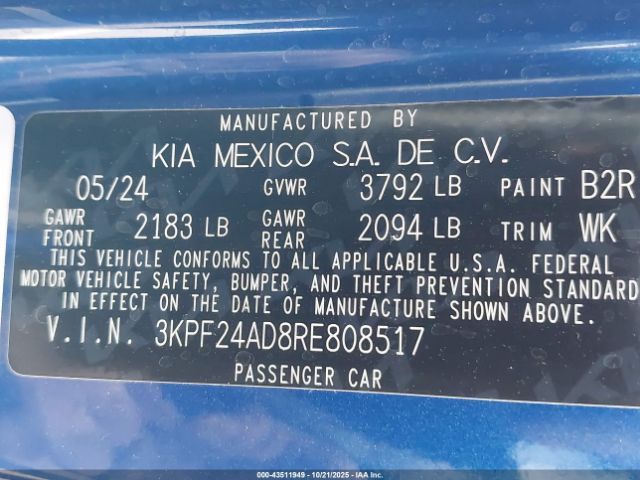 MANUFACTURED BY
KIA MEXICO S.A. DE C.V.
05/24 GVWR 3792 LB PAINT B2R
GAWR FRONT 2183 LB GAWR REAR 2094 LB TRIM WK
THIS VEHICLE CONFORMS TO ALL APPLICABLE U.S.A. FEDERAL
MOTOR VEHICLE SAFETY, BUMPER, AND THEFT PREVENTION STANDARD
IN EFFECT ON THE DATE OF MANUFACTURE SHOWN ABOVE.
V.I.N. 3KPF24AD8RE808517
PASSENGER CAR
000-43511949 | 10/21/2025 | IAA Inc.